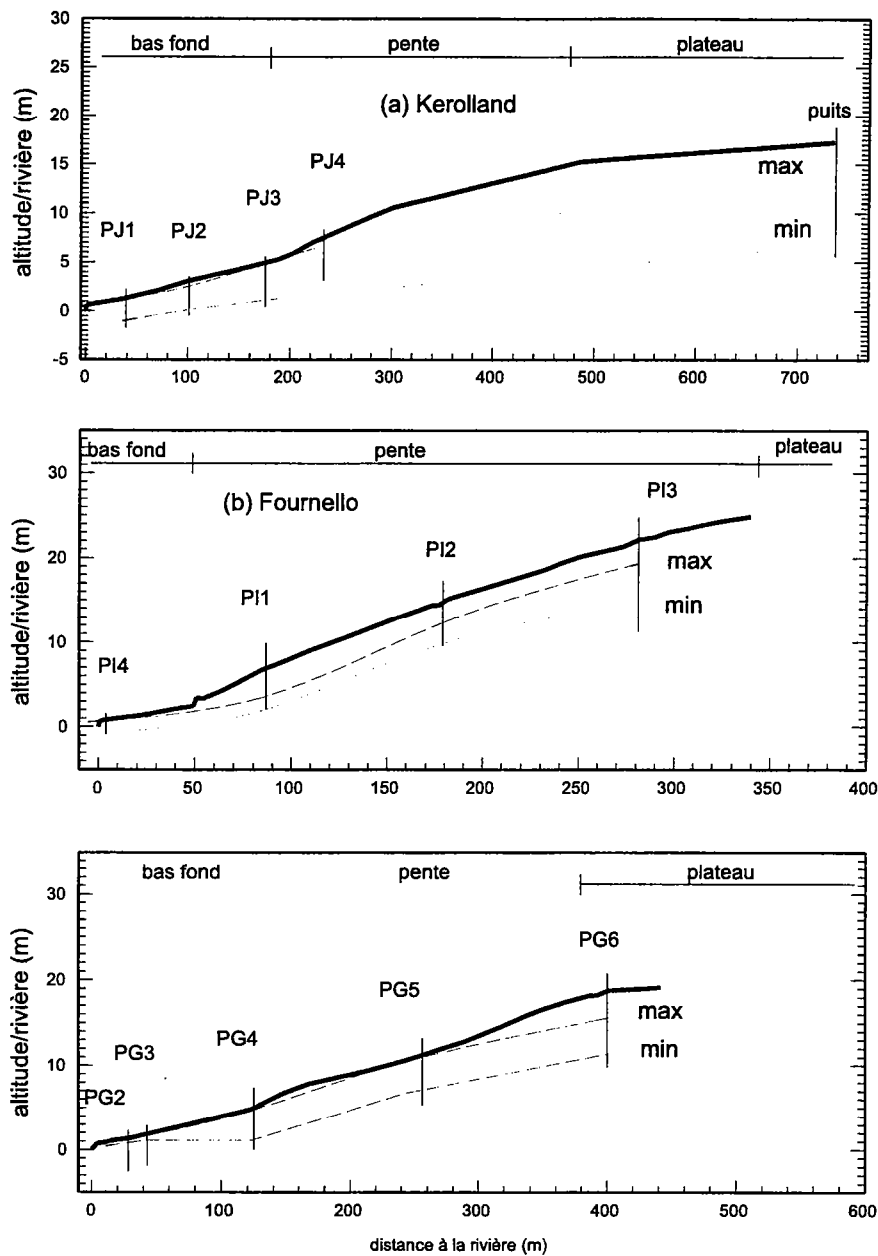 30
bas fond
pente
plateau
25
(a) Kerolland
20
puits
PJ4
max
15
PJ3
10
PJ1
PJ2
min
5
0
-5
altitude/rivière (m)
0 100 200 300 400 500 600 700
bas fond
pente
plateau
30
(b) Fournello
PI3
20
PI2
max
PI1
min
10
PI4
0
altitude/rivière (m)
0 50 100 150 200 250 300 350 400
bas fond
pente
plateau
30
PG6
20
PG5
max
PG4
min
PG3
10
PG2
0
altitude/rivière (m)
0 100 200 300 400 500 600
distance à la rivière (m)